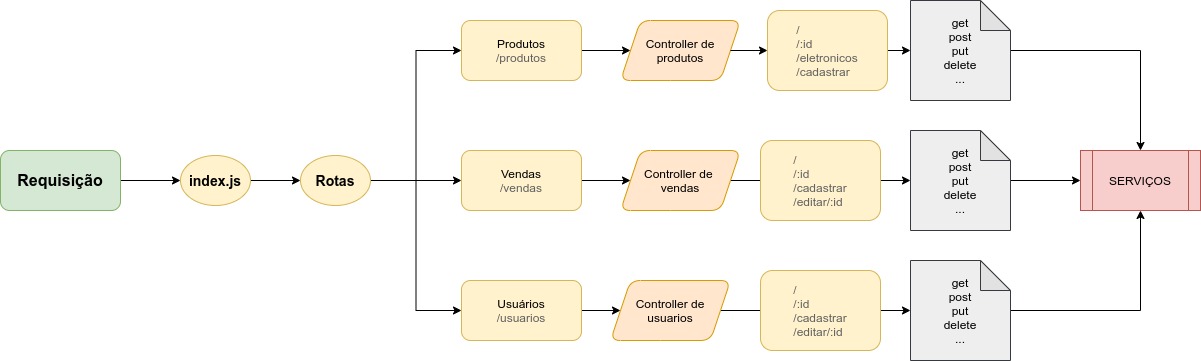 Requisição
index.js
Rotas
Produtos
/produtos
Controller de
produtos
/
/:id
/eletronicos
/cadastrar
get
post
put
delete
...
Vendas
/vendas
Controller de
vendas
/
/:id
/cadastrar
/editar/:id
get
post
put
delete
...
Usuários
/usuarios
Controller de
usuarios
/
/:id
/cadastrar
/editar/:id
get
post
put
delete
...
SERVIÇOS